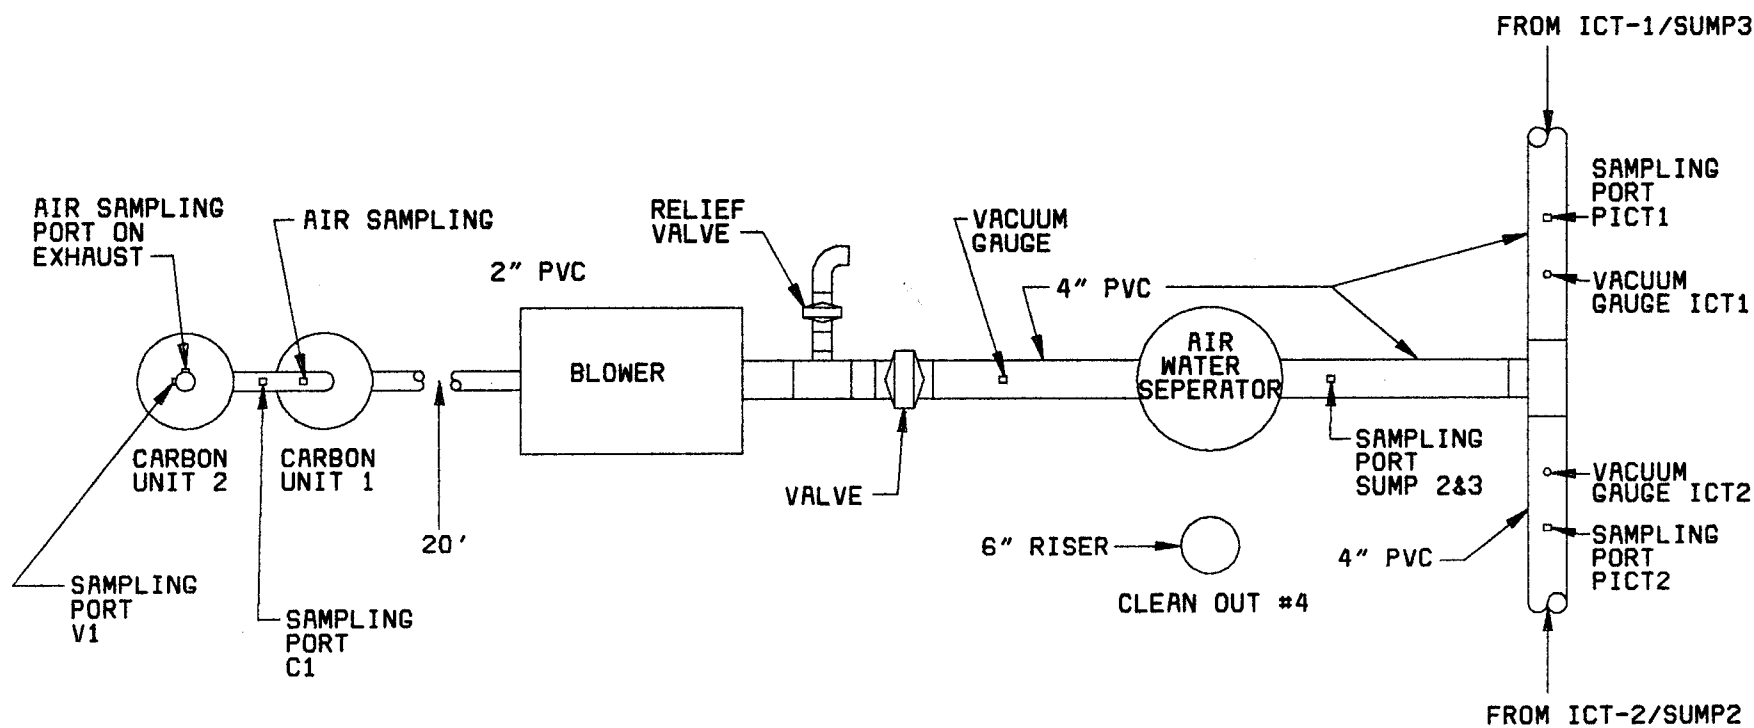 FROM ICT-1/SUMP3
SAMPLING
PORT
PICT1
AIR SAMPLING
PORT ON
EXHAUST
AIR SAMPLING
RELIEF
VALVE
VACUUM
GAUGE
2" PVC
4" PVC
VACUUM
GAUGE ICT1
BLOWER
AIR
WATER
SEPERATOR
CARBON
UNIT 2
CARBON
UNIT 1
SAMPLING
PORT
SUMP 2&3
VACUUM
GAUGE ICT2
VALVE
20'
6" RISER
4" PVC
SAMPLING
PORT
PICT2
SAMPLING
PORT
V1
SAMPLING
PORT
C1
CLEAN OUT #4
FROM ICT-2/SUMP2